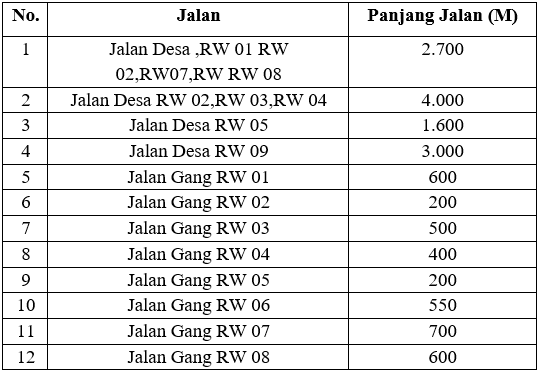 No. Jalan Panjang Jalan (M)
1 Jalan Desa ,RW 01 RW 2.700
02,RW07,RW RW 08
2 Jalan Desa RW 02,RW 03,RW 04 4.000
3 Jalan Desa RW 05 1.600
4 Jalan Desa RW 09 3.000
5 Jalan Gang RW 01 600
6 Jalan Gang RW 02 200
7 Jalan Gang RW 03 500
8 Jalan Gang RW 04 400
9 Jalan Gang RW 05 200
10 Jalan Gang RW 06 550
11 Jalan Gang RW 07 700
12 Jalan Gang RW 08 600